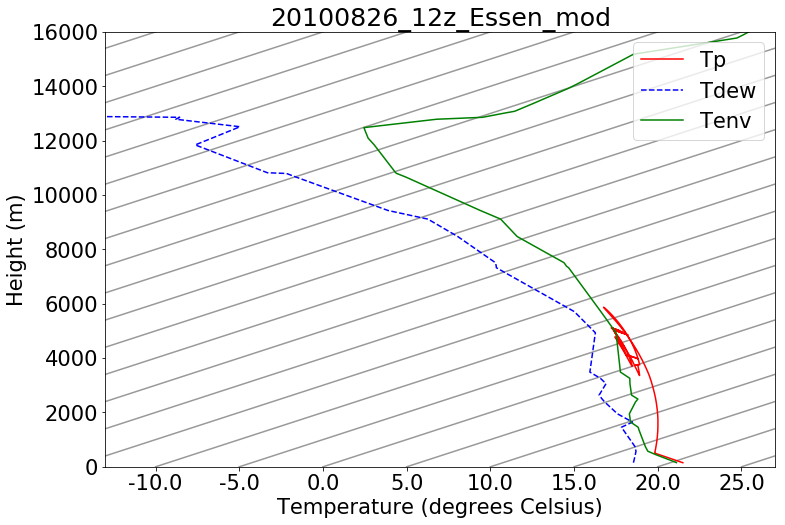 20100826_12z_Essen_mod
16000
14000
12000
10000
8000
6000
4000
2000
0
Height (m)
Tp
Tdew
Tenv
-10.0 -5.0 0.0 5.0 10.0 15.0 20.0 25.0
Temperature (degrees Celsius)